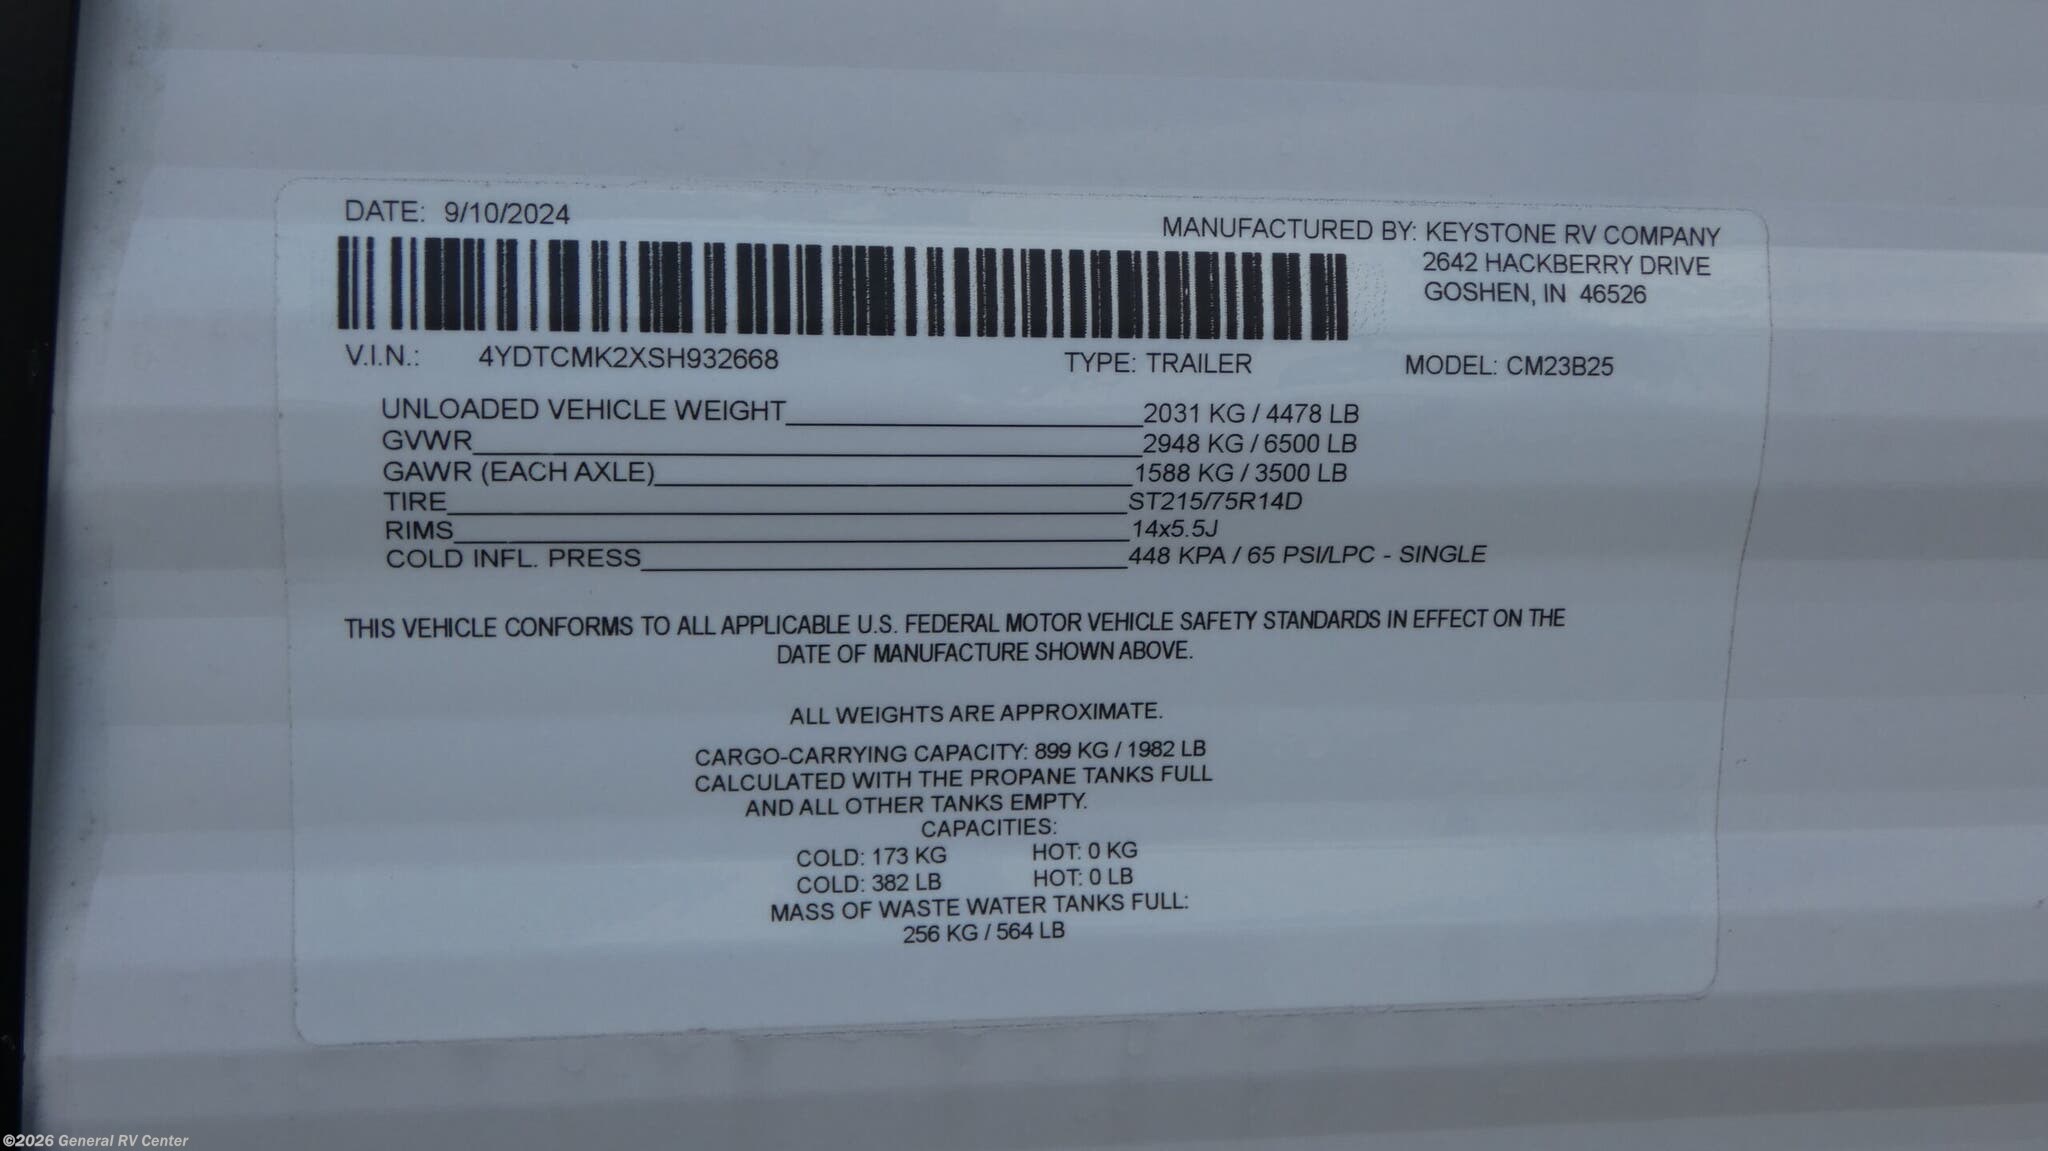 DATE: 9/10/2024
MANUFACTURED BY: KEYSTONE RV COMPANY
2642 HACKBERRY DRIVE
GOSHEN, IN 46526
V.I.N.: 4YDTCMK2XSH932668 TYPE: TRAILER MODEL: CM23B25
UNLOADED VEHICLE WEIGHT 2031 KG / 4478 LB
GVWR 2948 KG / 6500 LB
GAWR (EACH AXLE) 1588 KG / 3500 LB
TIRE ST215/75R14D
RIMS 14x5.5J
COLD INFL. PRESS 448 KPA / 65 PSI/LPC - SINGLE
THIS VEHICLE CONFORMS TO ALL APPLICABLE U.S. FEDERAL MOTOR VEHICLE SAFETY STANDARDS IN EFFECT ON THE
DATE OF MANUFACTURE SHOWN ABOVE.
ALL WEIGHTS ARE APPROXIMATE.
CARGO-CARRYING CAPACITY: 899 KG / 1982 LB
CALCULATED WITH THE PROPANE TANKS FULL
AND ALL OTHER TANKS EMPTY.
CAPACITIES:
COLD: 173 KG HOT: 0 KG
COLD: 382 LB HOT: 0 LB
MASS OF WASTE WATER TANKS FULL:
256 KG / 564 LB
©2026 General RV Center